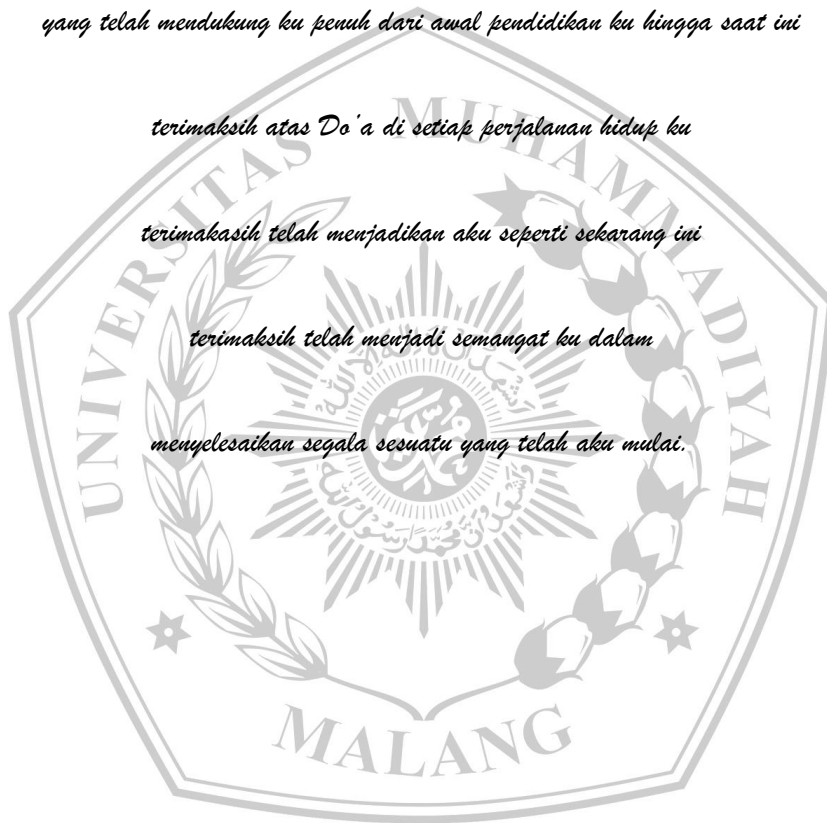 yang telah mendukung ku penuh dari awal pendidikan ku hingga saat ini
terimaksih atas Do'a di setiap perjalanan hidup ku
terimakasih telah menjadikan aku seperti sekarang ini
terimaksih telah menjadi semangat ku dalam
menyelesaikan segala sesuatu yang telah aku mulai.
UNIVERSITAS MUHAMMADIYAH
MALANG